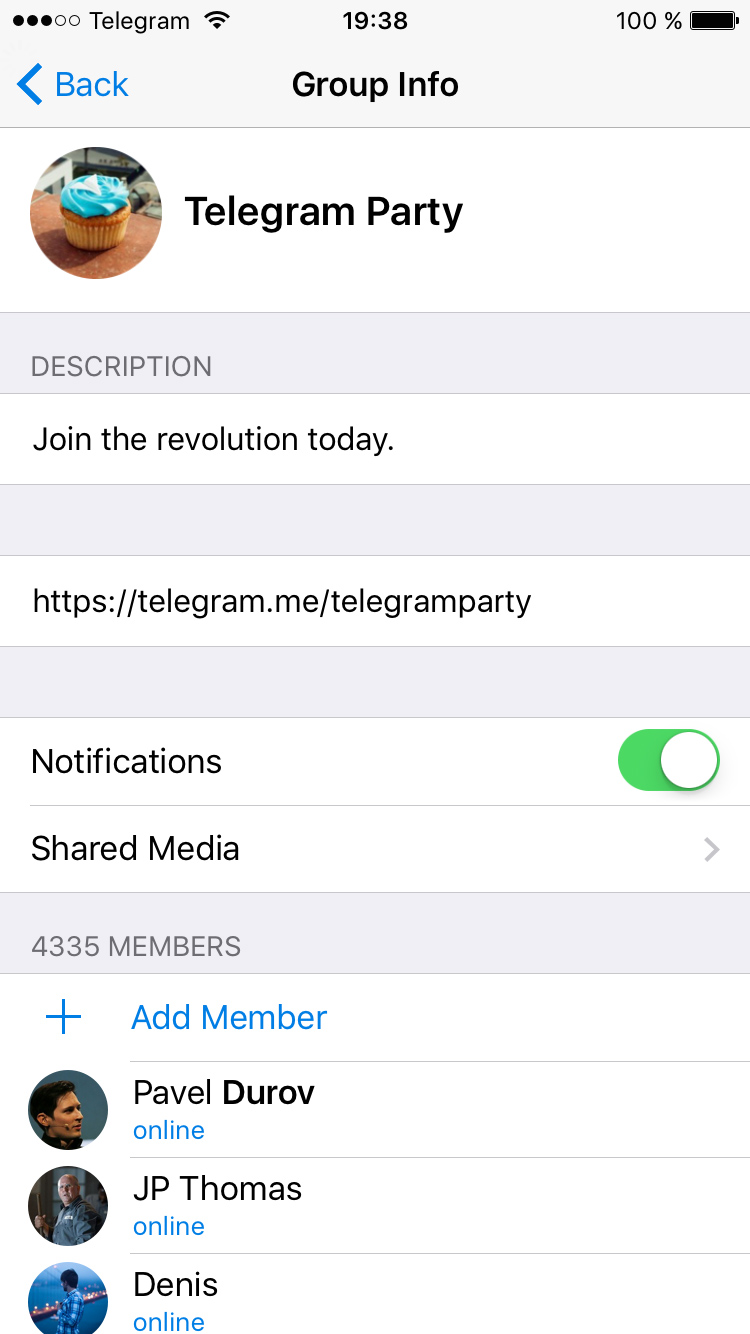 Telegram 19:38 100 %
Back Group Info
Telegram Party
DESCRIPTION
Join the revolution today.
https://telegram.me/telegramparty
Notifications
Shared Media
4335 MEMBERS
Add Member
Pavel Durov
online
JP Thomas
online
Denis
online